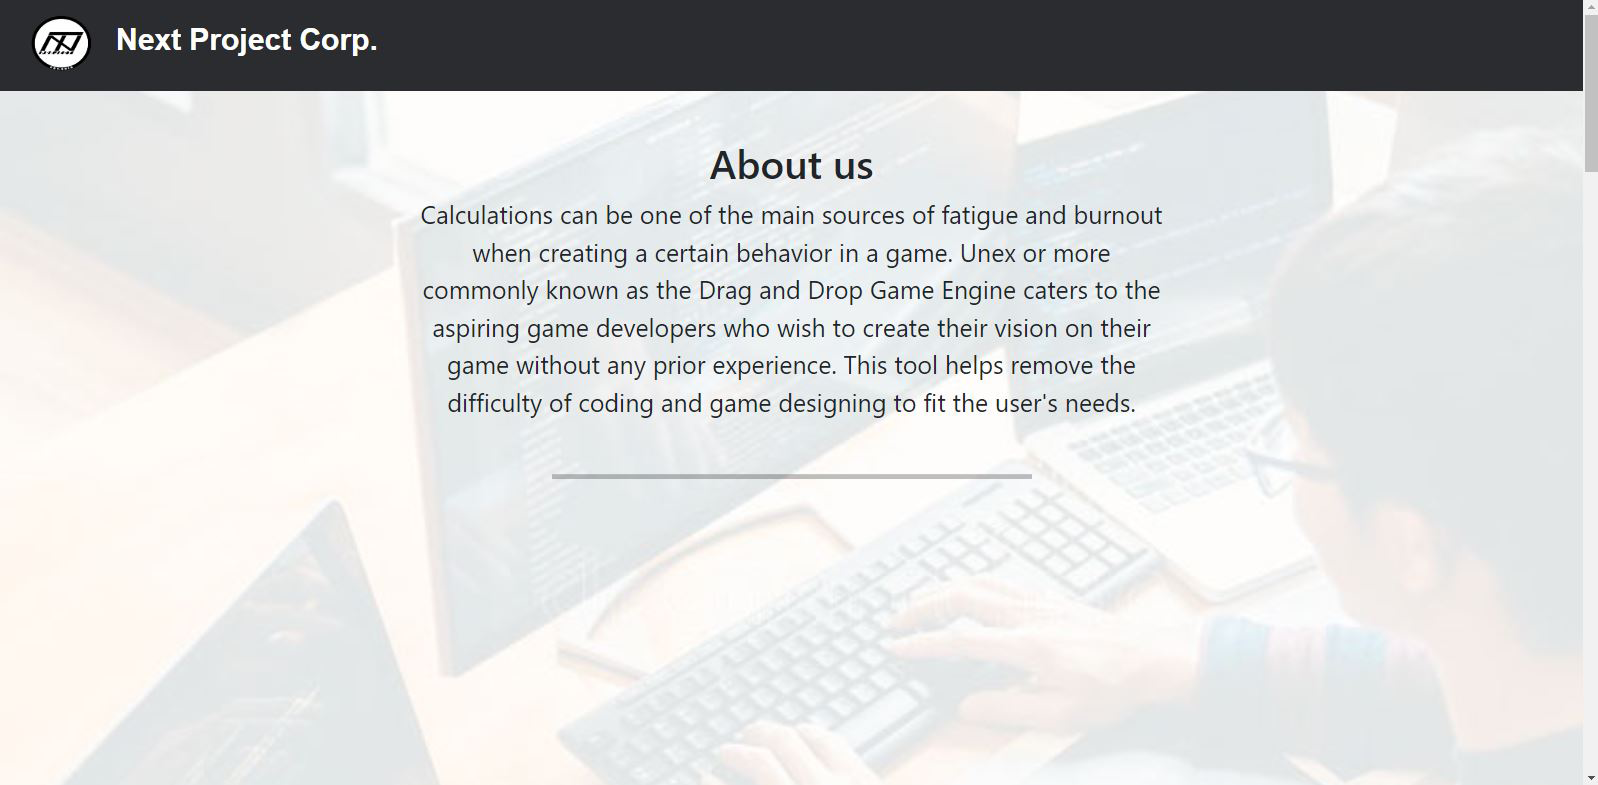 Next Project Corp.
About us
Calculations can be one of the main sources of fatigue and burnout
when creating a certain behavior in a game. Unex or more
commonly known as the Drag and Drop Game Engine caters to the
aspiring game developers who wish to create their vision on their
game without any prior experience. This tool helps remove the
difficulty of coding and game designing to fit the user's needs.